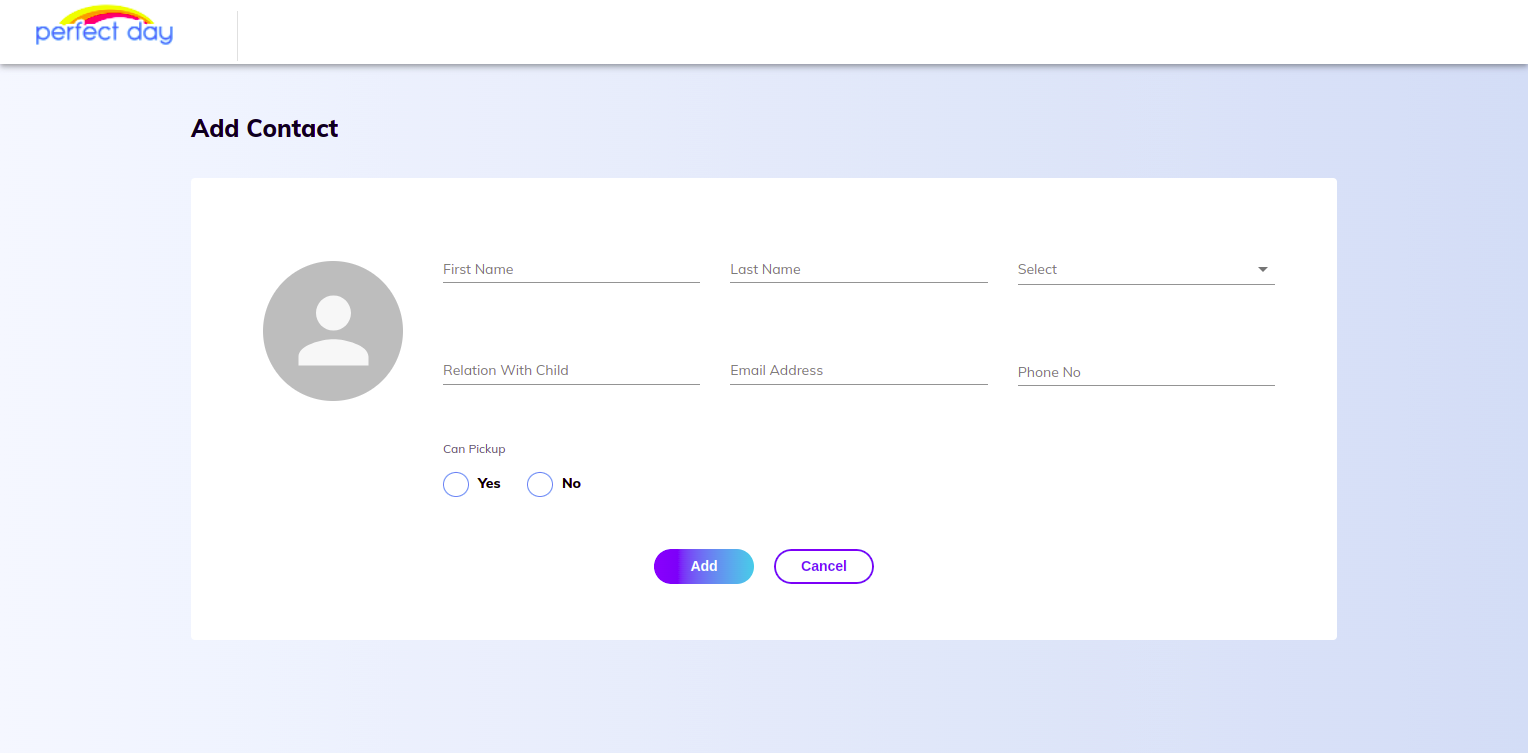 perfect day
Add Contact
First Name
Last Name
Select
Relation With Child
Email Address
Phone No
Can Pickup
Yes
No
Add
Cancel